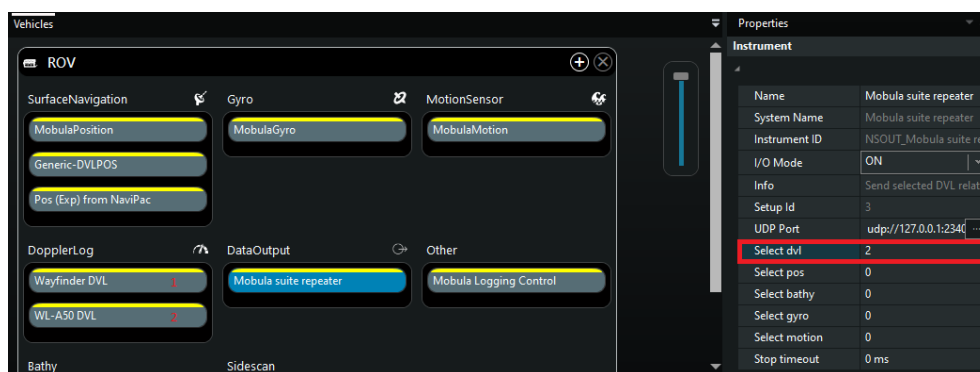 Vehicles
ROV
SurfaceNavigation
Gyro
MotionSensor
MobulaPosition
MobulaGyro
MobulaMotion
Generic-DVLPOS
Pos (Exp) from NaviPac
DopplerLog
DataOutput
Other
Wayfinder DVL 1
Mobula suite repeater
Mobula Logging Control
WL-A50 DVL 2
Bathy
Sidescan
Properties
Instrument
Name Mobula suite repeater
System Name Mobula suite repeater
Instrument ID NSOUT_Mobula suite re
I/O Mode ON
Info Send selected DVL relat
Setup Id 3
UDP Port udp://127.0.0.1:2340 ...
Select dvl 2
Select pos 0
Select bathy 0
Select gyro 0
Select motion 0
Stop timeout 0 ms